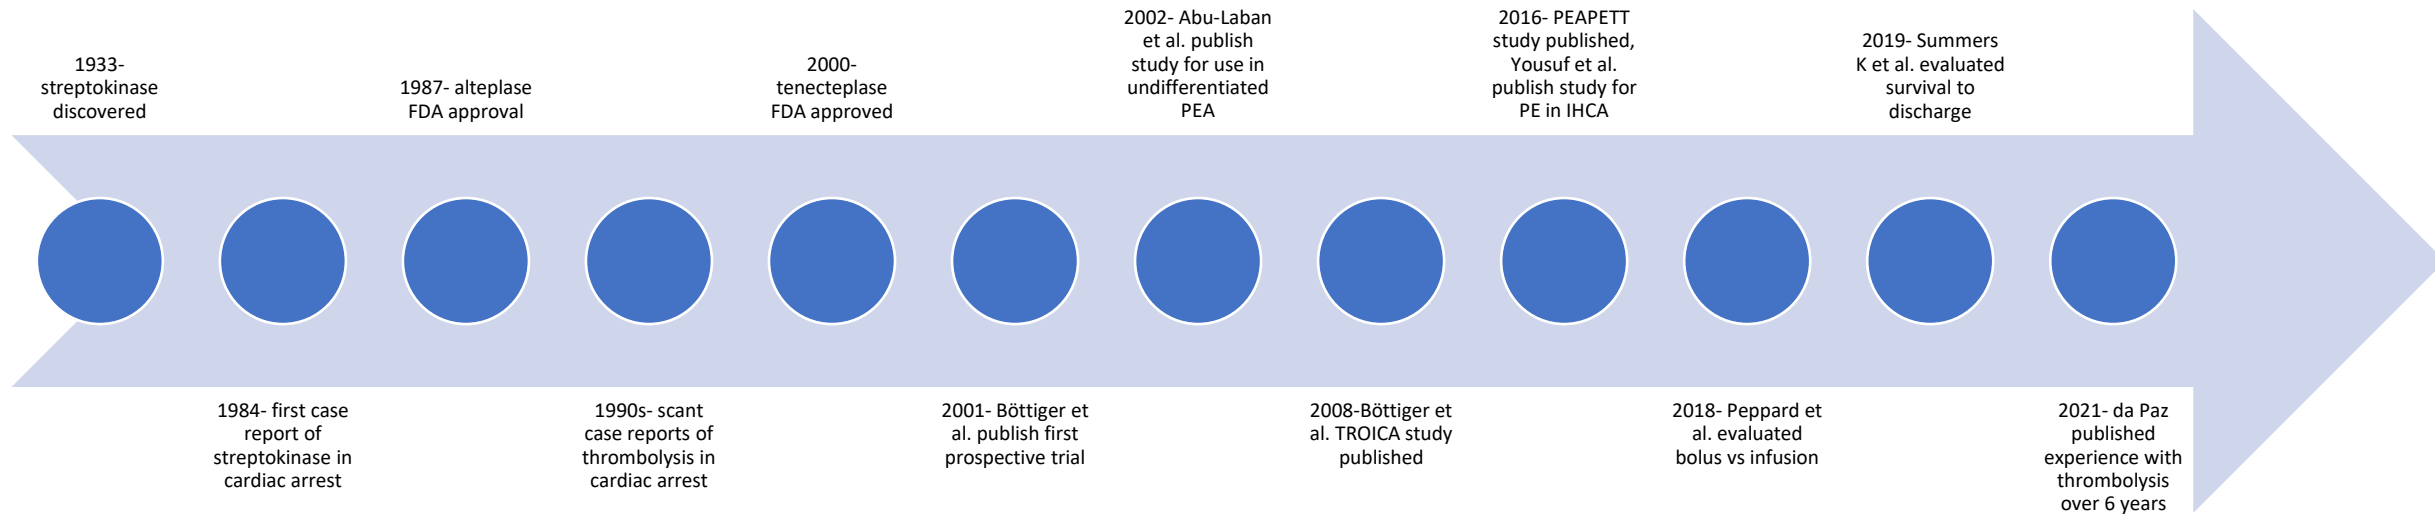 1933-
streptokinase
discovered
1984- first case
report of
streptokinase in
cardiac arrest
1987- alteplase
FDA approval
1990s- scant
case reports of
thrombolysis in
cardiac arrest
2000-
tenecteplase
FDA approved
2001- Böttiger et
al. publish first
prospective trial
2002- Abu-Laban
et al. publish
study for use in
undifferentiated
PEA
2008-Böttiger et
al. TROICA study
published
2016- PEAPETT
study published,
Yousuf et al.
publish study for
PE in IHCA
2018- Peppard et
al. evaluated
bolus vs infusion
2019- Summers
K et al. evaluated
survival to
discharge
2021- da Paz
published
experience with
thrombolysis
over 6 years